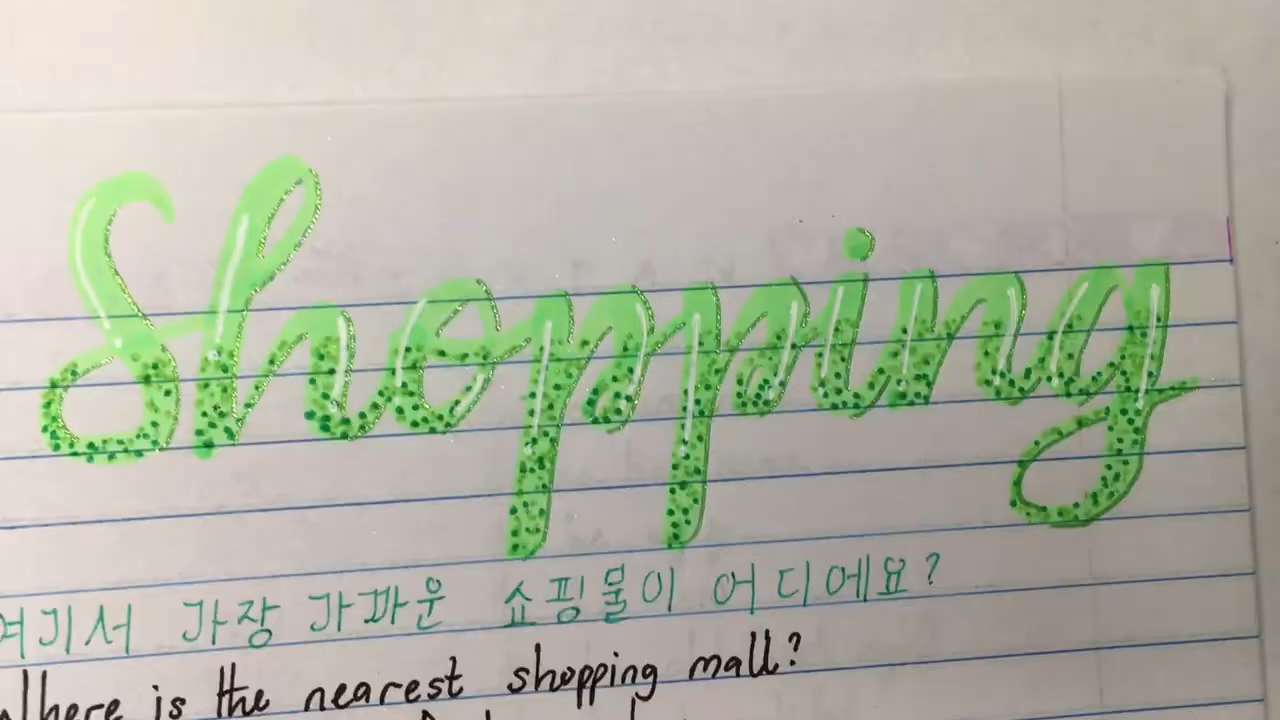 Shopping
여기서 가장 가까운 쇼핑물이 어디에요?
Where is the nearest shopping mall?